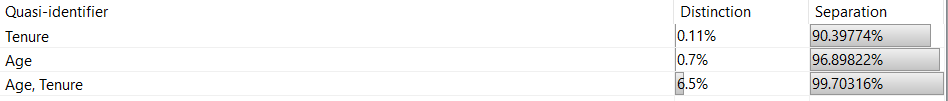 Quasi-identifier Distinction Separation
Tenure 0.11% 90.39774%
Age 0.7% 96.89822%
Age, Tenure 6.5% 99.70316%